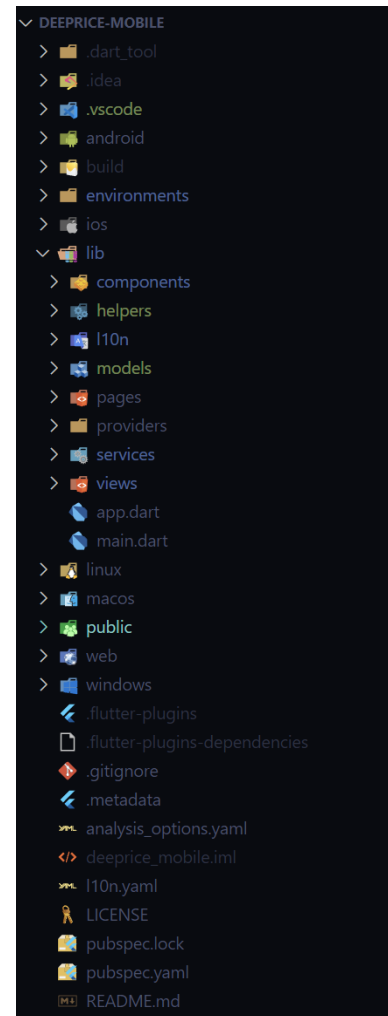 DEEPRICE-MOBILE
.dart_tool
.idea
.vscode
android
build
environments
ios
lib
components
helpers
l10n
models
pages
providers
services
views
app.dart
main.dart
linux
macos
public
web
windows
.flutter-plugins
.flutter-plugins-dependencies
.gitignore
.metadata
YAML analysis_options.yaml
deeprice_mobile.iml
YAML l10n.yaml
LICENSE
pubspec.lock
pubspec.yaml
M↓ README.md